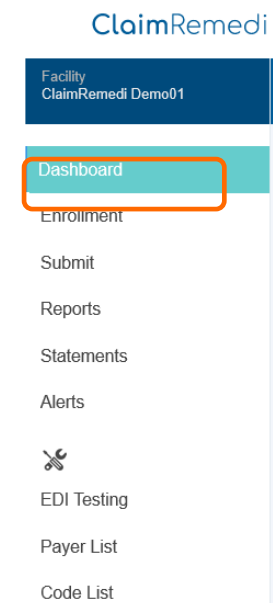 ClaimRemedi
Facility
ClaimRemedi Demo01
Dashboard
Enrollment
Submit
Reports
Statements
Alerts
EDI Testing
Payer List
Code List